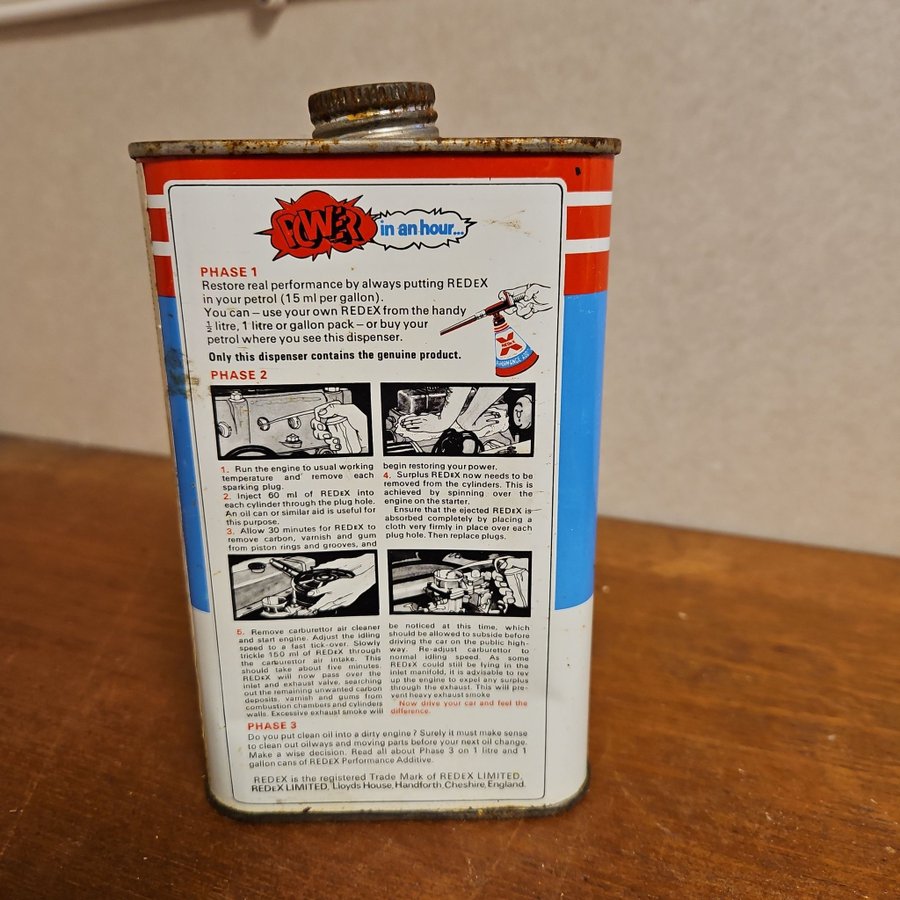 POWER in an hour...
PHASE 1
Restore real performance by always putting REDEX
in your petrol (15 ml per gallon).
You can – use your own REDEX from the handy
½ litre, 1 litre or gallon pack – or buy your
petrol where you see this dispenser.
Only this dispenser contains the genuine product.
REDEX
PHASE 2
1. Run the engine to usual working
temperature and remove each
sparking plug.
2. Inject 60 ml of REDEX into
each cylinder through the plug hole.
An oil can or similar aid is useful for
this purpose.
3. Allow 30 minutes for REDEX to
remove carbon, varnish and gum
from piston rings and grooves, and
begin restoring your power.
4. Surplus REDEX now needs to be
removed from the cylinders. This is
achieved by spinning over the
engine on the starter.
Ensure that the ejected REDEX is
absorbed completely by placing a
cloth very firmly in place over each
plug hole. Then replace plugs.
5. Remove carburettor air cleaner
and start engine. Adjust the idling
speed to a fast tick-over. Slowly
trickle 150 ml of REDEX through
the carburettor air intake. This
should take about five minutes.
REDEX will now pass over the
inlet and exhaust valve, searching
out the remaining unwanted carbon
deposits, varnish and gums from
combustion chambers and cylinders
walls. Excessive exhaust smoke will
be noticed at this time, which
should be allowed to subside before
driving the car on the public high-
way. Re-adjust carburettor to
normal idling speed. As some
REDEX could still be lying in the
inlet manifold, it is advisable to rev
up the engine to expel any surplus
through the exhaust. This will pre-
vent heavy exhaust smoke
Now drive your car and feel the
difference.
PHASE 3
Do you put clean oil into a dirty engine? Surely it must make sense
to clean out oilways and moving parts before your next oil change.
Make a wise decision. Read all about Phase 3 on 1 litre and 1
gallon cans of REDEX Performance Additive.
REDEX is the registered Trade Mark of REDEX LIMITED,
REDEX LIMITED, Lloyds House, Handforth, Cheshire, England.